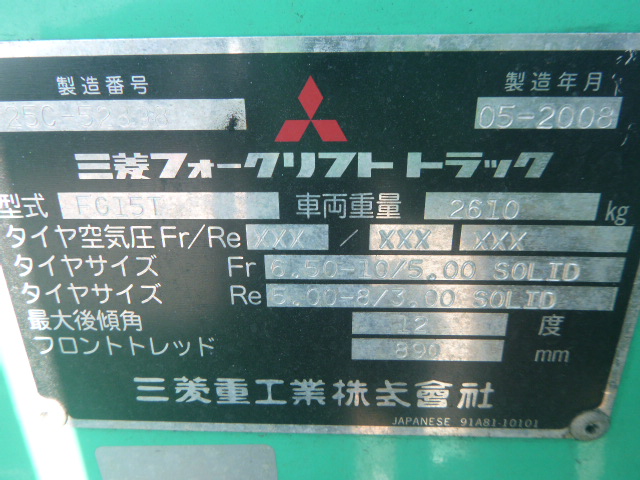 製造番号 製造年月
05-2008
三菱フォークリフトトラック
型式 車両重量 2610 kg
タイヤ空気圧 Fr/Re XXX / XXX XXX
タイヤサイズ Fr 6.50-10/5.00 SOLID
タイヤサイズ Re 5.00-8/3.00 SOLID
最大後傾角 12 度
フロントトレッド 890 mm
三菱重工業株式會社
JAPANESE 91A81-10101